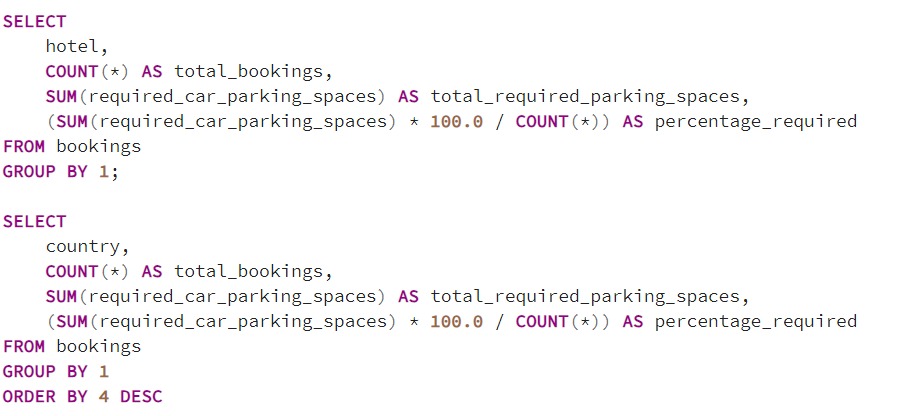 SELECT
    hotel,
    COUNT(*) AS total_bookings,
    SUM(required_car_parking_spaces) AS total_required_parking_spaces,
    (SUM(required_car_parking_spaces) * 100.0 / COUNT(*)) AS percentage_required
FROM bookings
GROUP BY 1;

SELECT
    country,
    COUNT(*) AS total_bookings,
    SUM(required_car_parking_spaces) AS total_required_parking_spaces,
    (SUM(required_car_parking_spaces) * 100.0 / COUNT(*)) AS percentage_required
FROM bookings
GROUP BY 1
ORDER BY 4 DESC